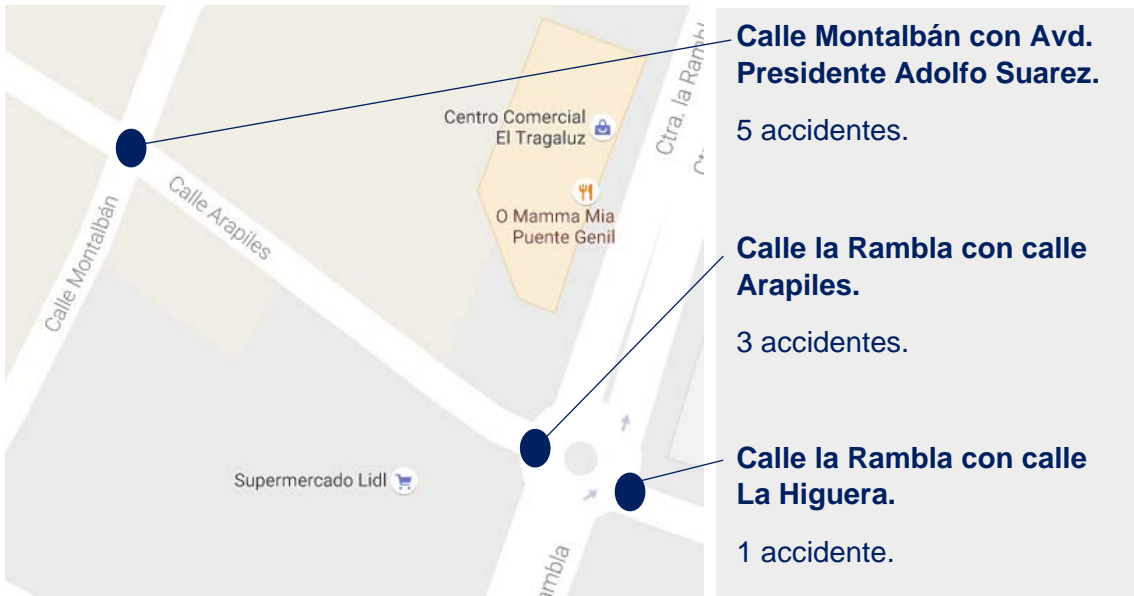 Calle Montalbán con Avd.
Presidente Adolfo Suarez.
5 accidentes.
Calle la Rambla con calle
Arapiles.
3 accidentes.
Calle la Rambla con calle
La Higuera.
1 accidente.
Centro Comercial
El Tragaluz
O Mamma Mia
Puente Genil
Calle Arapiles
Calle Montalbán
Ctra. la Rambl
Supermercado Lidl
ambla